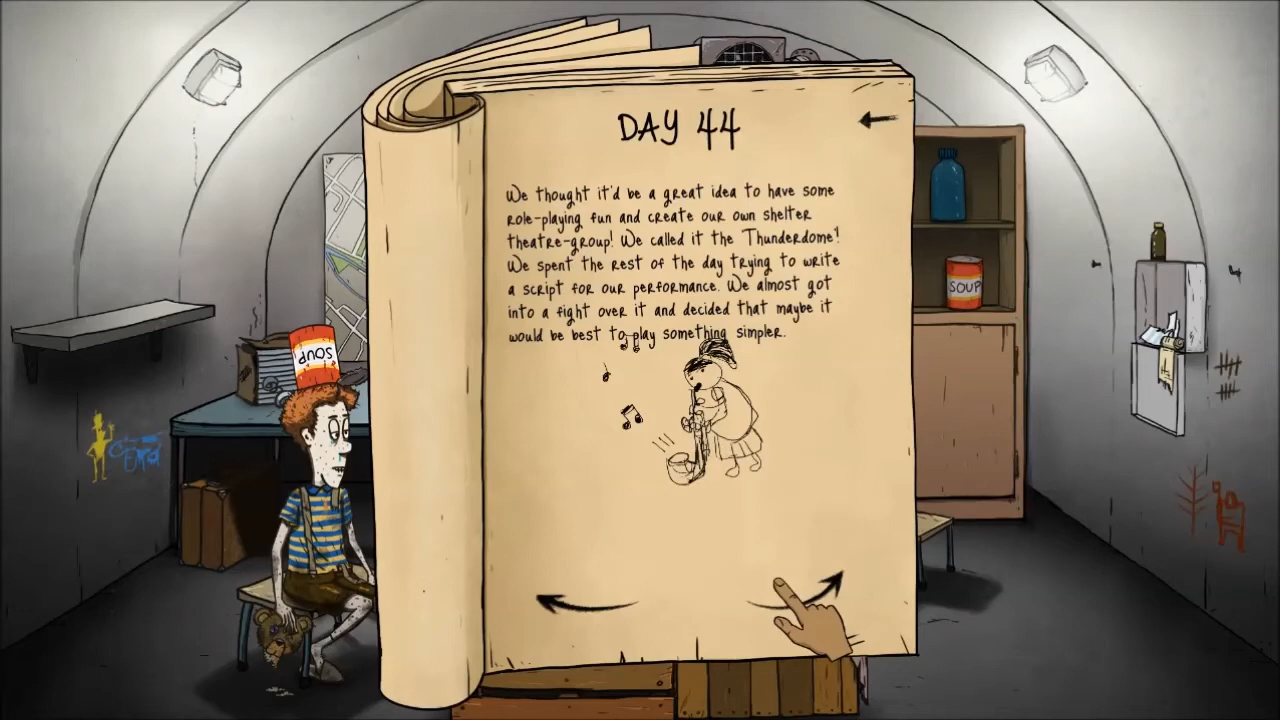 DAY 44
We thought it'd be a great idea to have some
role-playing fun and create our own shelter
theatre-group! We called it the 'Thunderdome'!
We spent the rest of the day trying to write
a script for our performance. We almost got
into a fight over it and decided that maybe it
would be best to play something simpler.
SOUP
SOUP